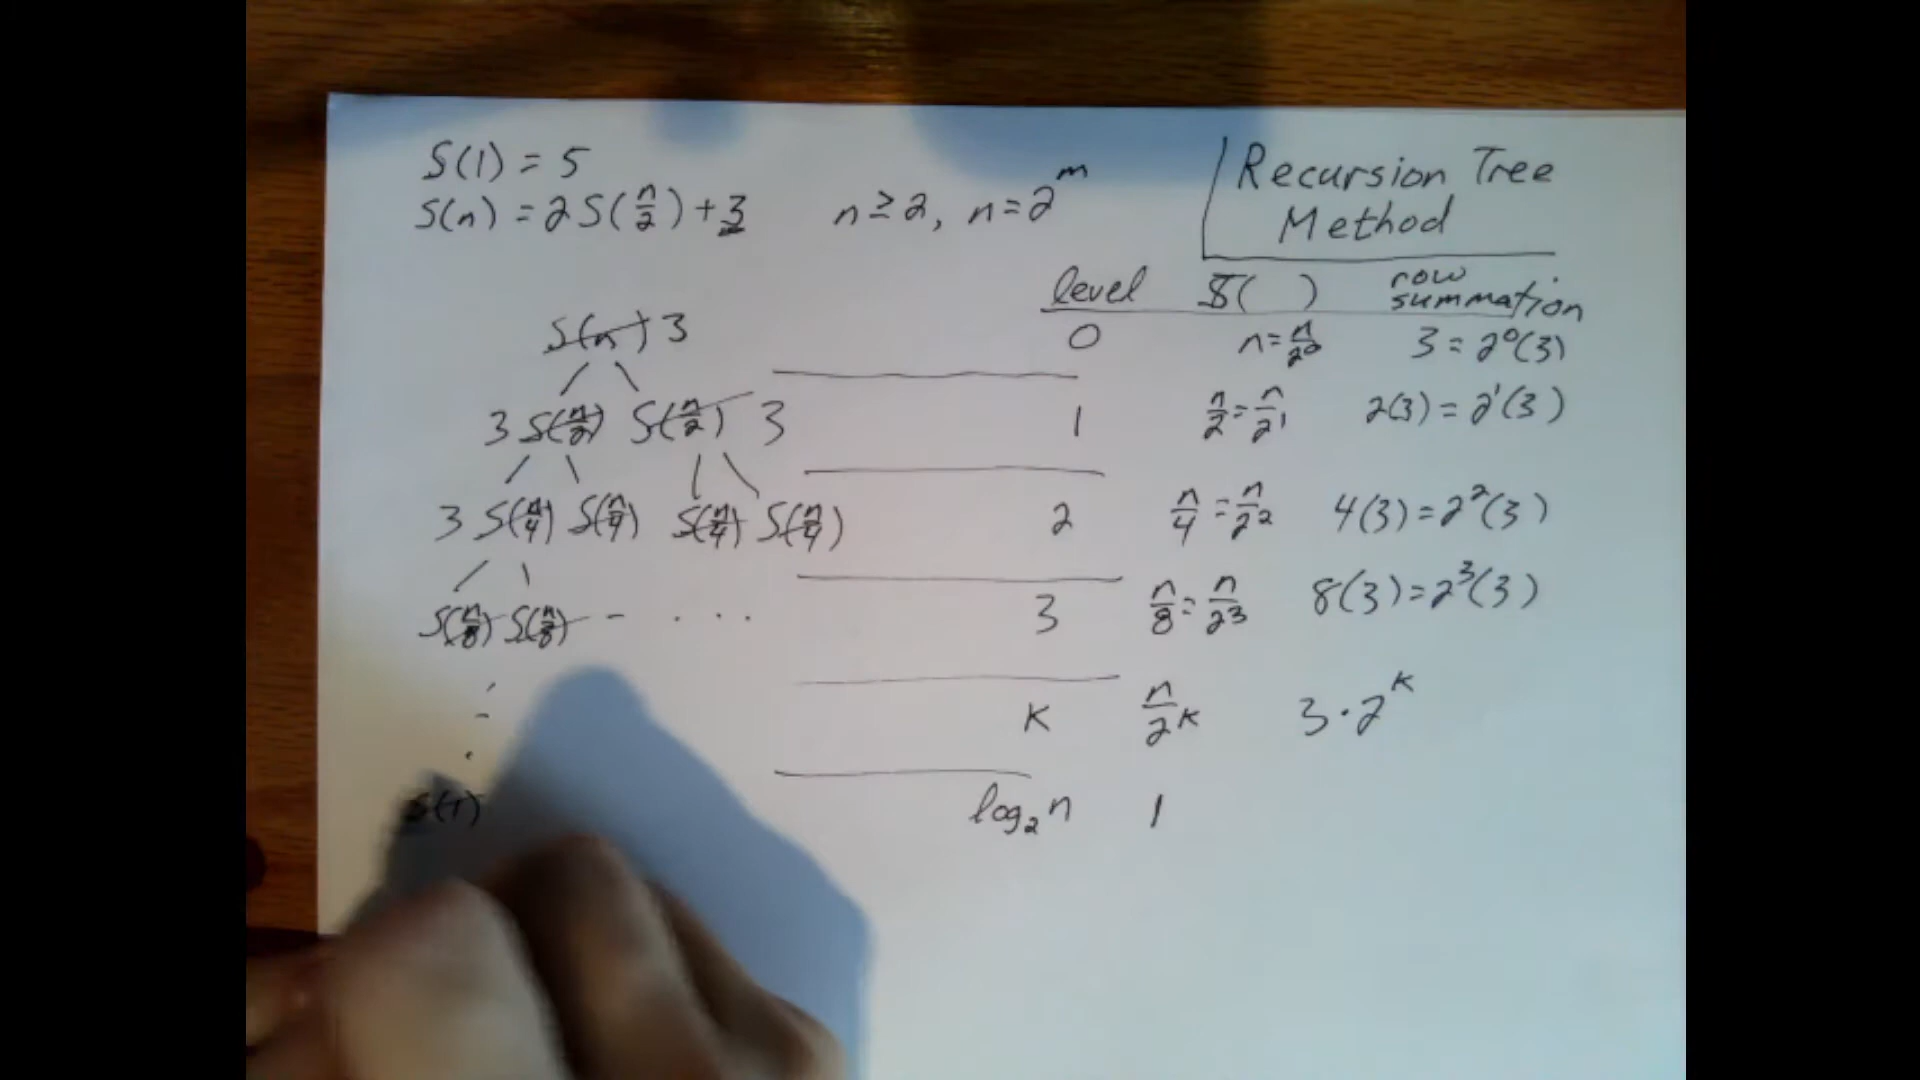 S(1) = 5
S(n) = 2S(n/2) + 3   n ≥ 2, n = 2^m
Recursion Tree
Method
level   S( )   row summation
S(n) 3   0   n = n/2^0   3 = 2^0(3)
3 S(n/2) S(n/2) 3   1   n/2 = n/2^1   2(3) = 2^1(3)
3 S(n/4) S(n/4) S(n/4) S(n/4)   2   n/4 = n/2^2   4(3) = 2^2(3)
S(n/8) S(n/8) - . . .   3   n/8 = n/2^3   8(3) = 2^3(3)
K   n/2^K   3 · 2^K
S(1)   log₂n   1